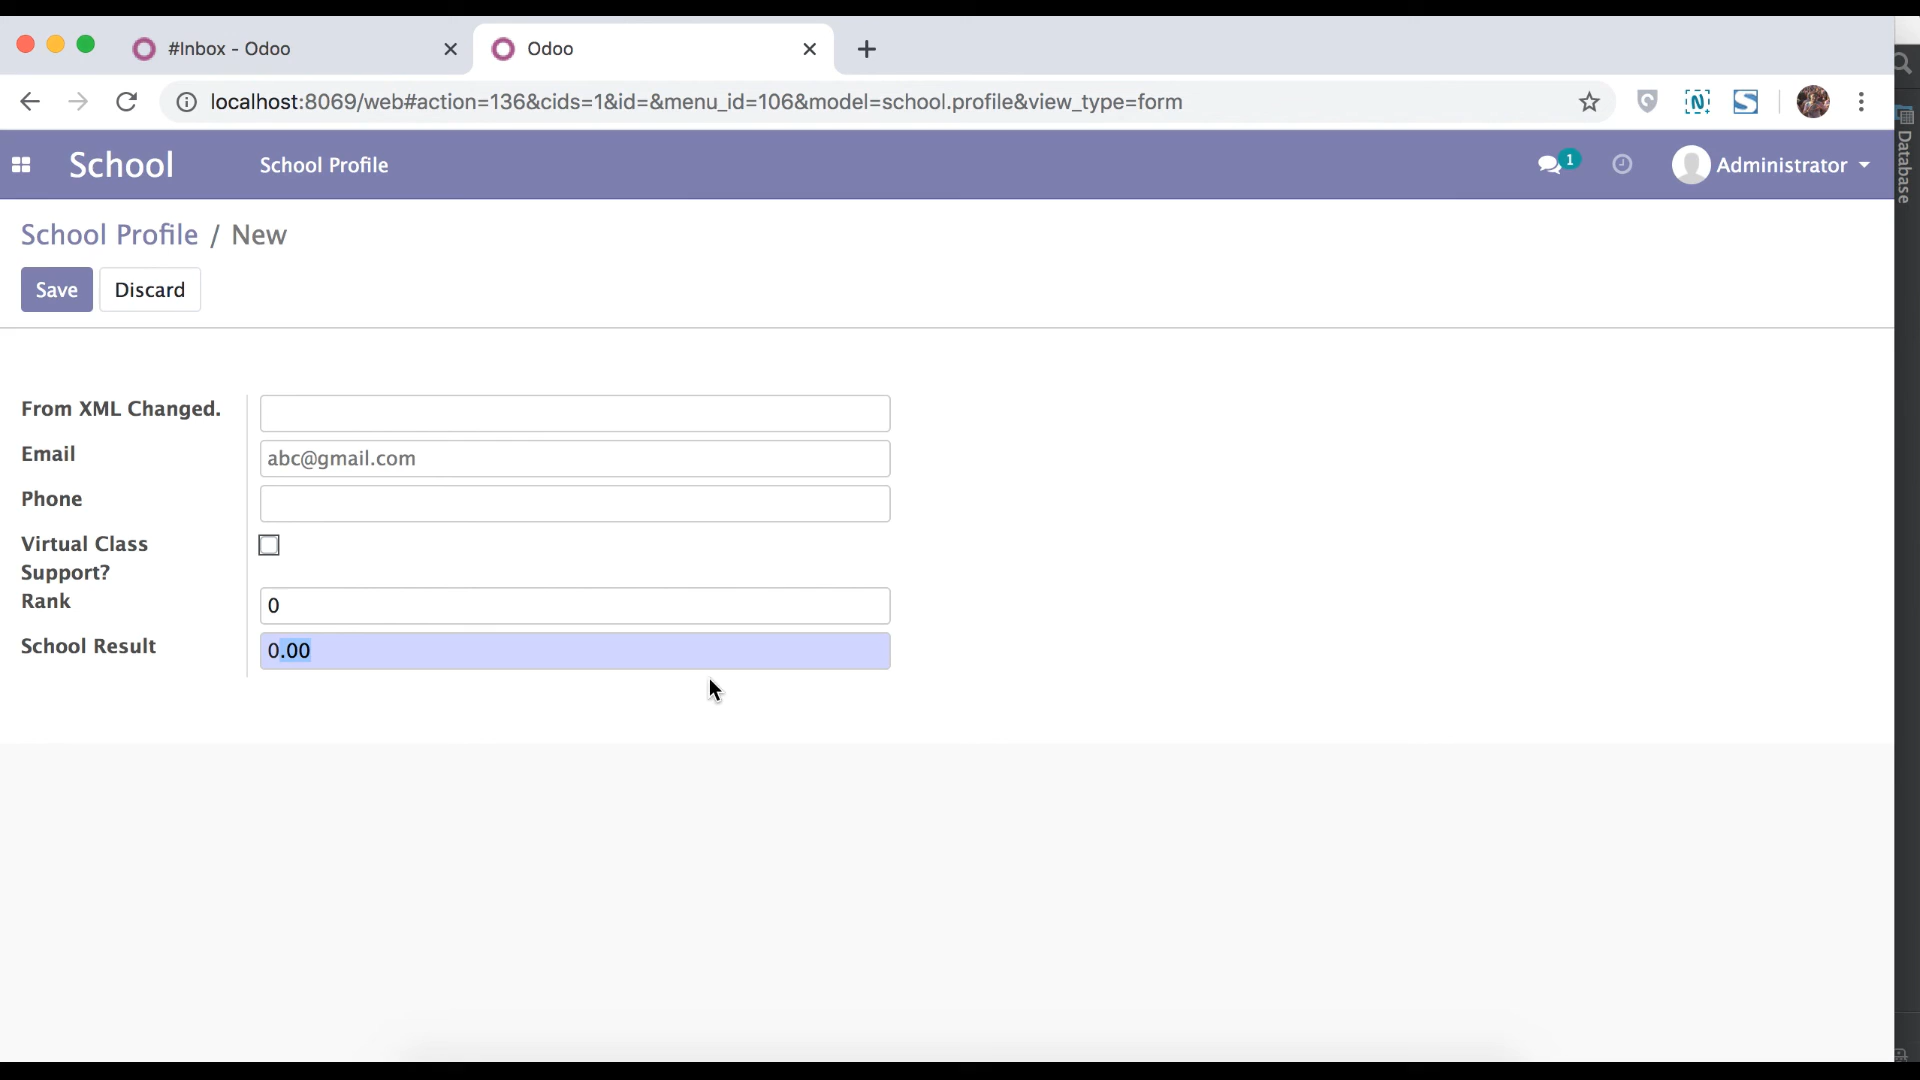 #Inbox - Odoo
Odoo
localhost:8069/web#action=136&cids=1&id=&menu_id=106&model=school.profile&view_type=form
School
School Profile
1
Administrator
Database
School Profile / New
Save
Discard
From XML Changed.
Email
abc@gmail.com
Phone
Virtual Class
Support?
Rank
0
School Result
0.00